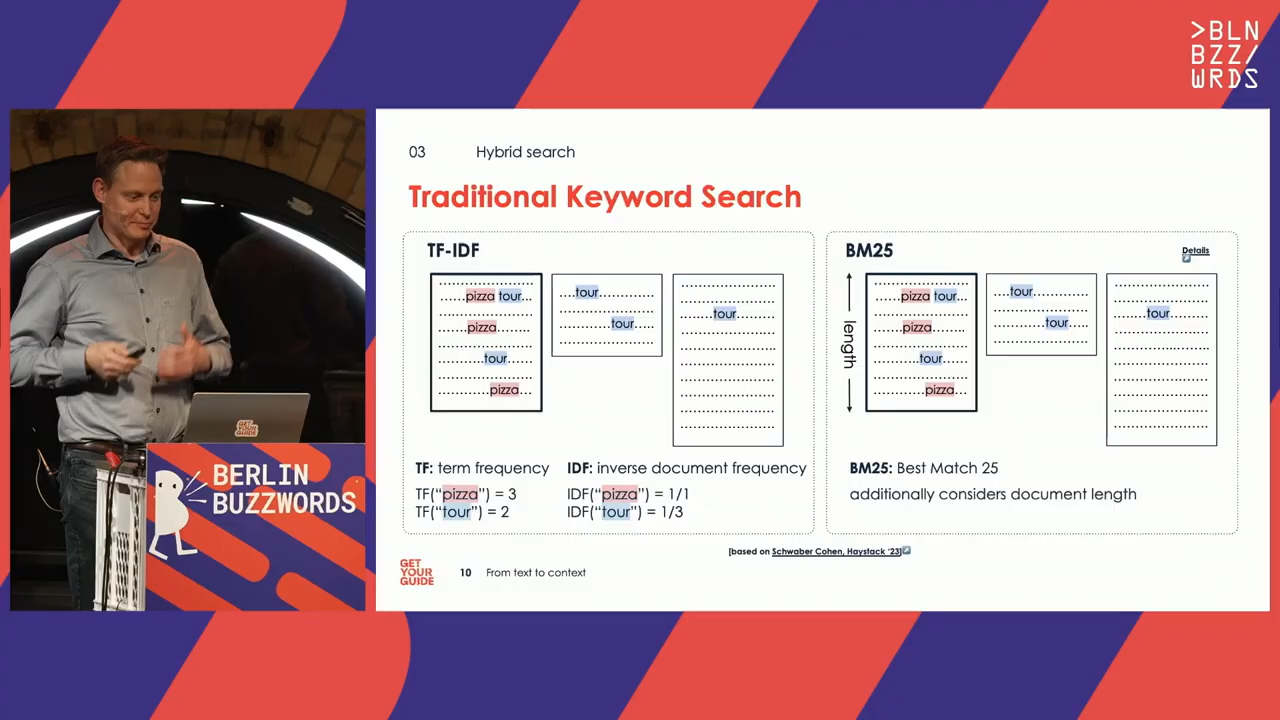 >BLN
BZZ/
WRDS
03 Hybrid search
Traditional Keyword Search
TF-IDF
......pizza tour...
pizza
tour
pizza
....tour
tour
tour
TF: term frequency
TF("pizza") = 3
TF("tour") = 2
IDF: inverse document frequency
IDF("pizza") = 1/1
IDF("tour") = 1/3
BM25
Details
length
......pizza tour...
pizza
tour
pizza
....tour
tour
tour
BM25: Best Match 25
additionally considers document length
[based on Schwaber Cohen, Haystack '23]
GET
YOUR
GUIDE
10 From text to context
GET
YOUR
GUIDE
BERLIN
BUZZWORDS